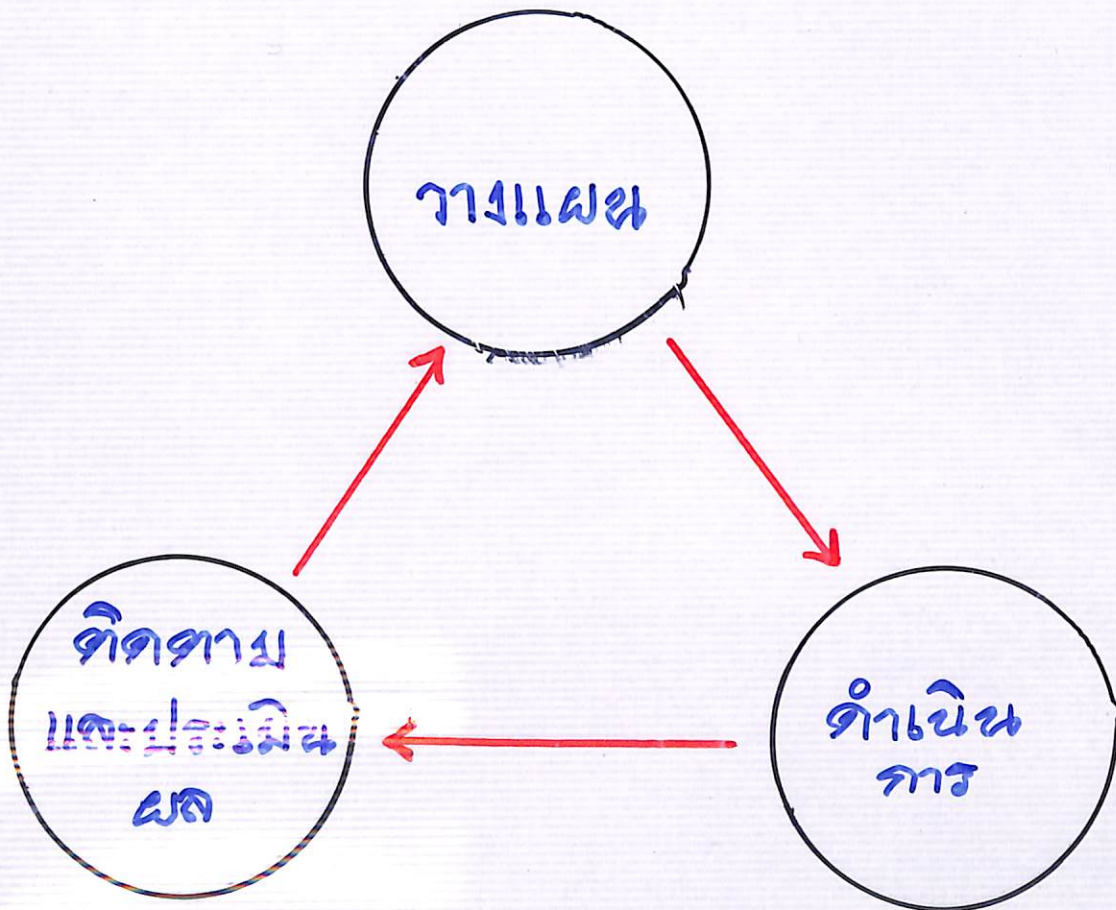 วางแผน
ติดตาม
และประเมิน
ผล
ดำเนิน
การ